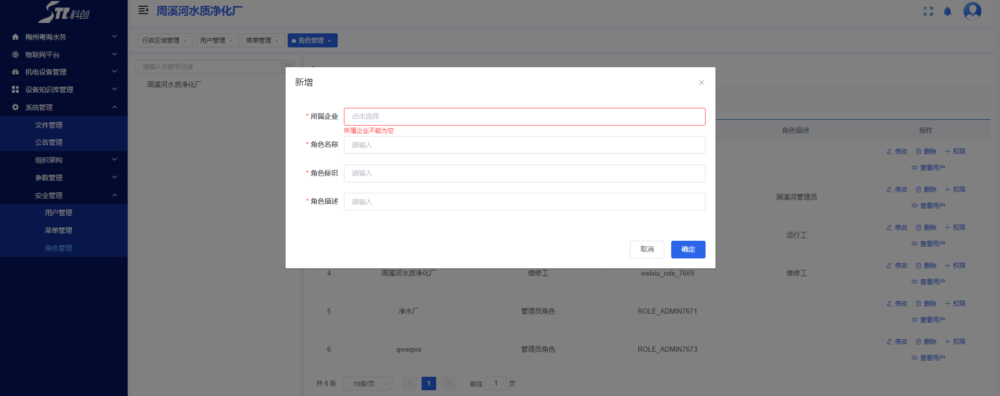 STC科创
周溪河水质净化厂
梅州粤海水务
物联网平台
机电设备管理
设备知识库管理
系统管理
文件管理
公告管理
组织架构
参数管理
安全管理
用户管理
菜单管理
角色管理
行政区域管理 × 用户管理 × 菜单管理 × 角色管理 ×
请输入关键字过滤
周溪河水质净化厂
新增
* 所属企业 点击选择
所属企业不能为空
* 角色名称 请输入
* 角色标识 请输入
* 角色描述 请输入
取消 确定
角色描述 操作
修改 删除 权限
查看用户
修改 删除 权限
周溪河管理员
查看用户
修改 删除 权限
运行工
查看用户
修改 删除 权限
4 周溪河水质净化厂 维修工 weixiu_role_7669 维修工
查看用户
修改 删除 权限
5 净水厂 管理员角色 ROLE_ADMIN7671
查看用户
修改 删除 权限
6 qweqwe 管理员角色 ROLE_ADMIN7673
查看用户
共 6 条 10条/页 1 前往 1 页